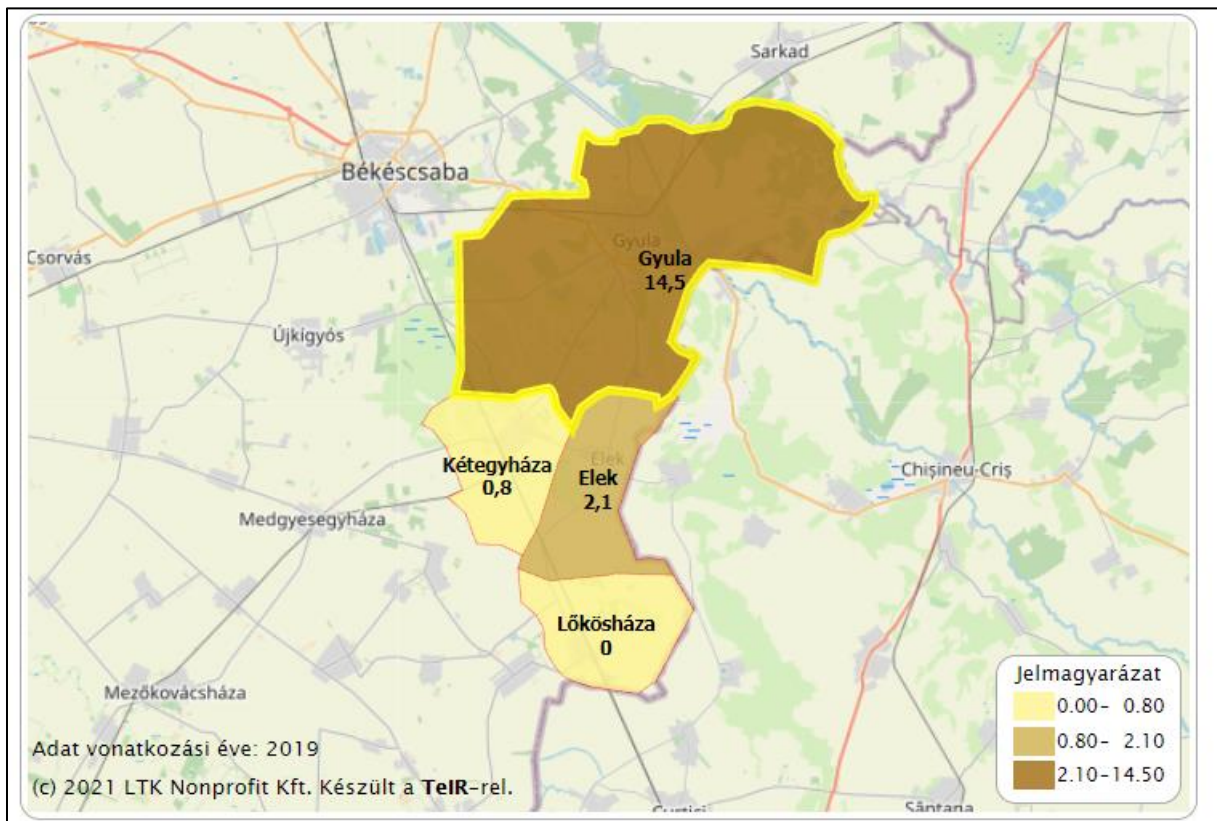 Sarkad
Békéscsaba
Csorvás
Gyula
Gyula
14,5
Újkígyós
Kétegyháza
0,8
Elek
Elek
2,1
Chișineu-Criș
Medgyesegyháza
Lőkösháza
0
Mezőkovácsháza
Jelmagyarázat
0.00- 0.80
0.80- 2.10
2.10-14.50
Adat vonatkozási éve: 2019
(c) 2021 LTK Nonprofit Kft. Készült a TeIR-rel.
Sântana